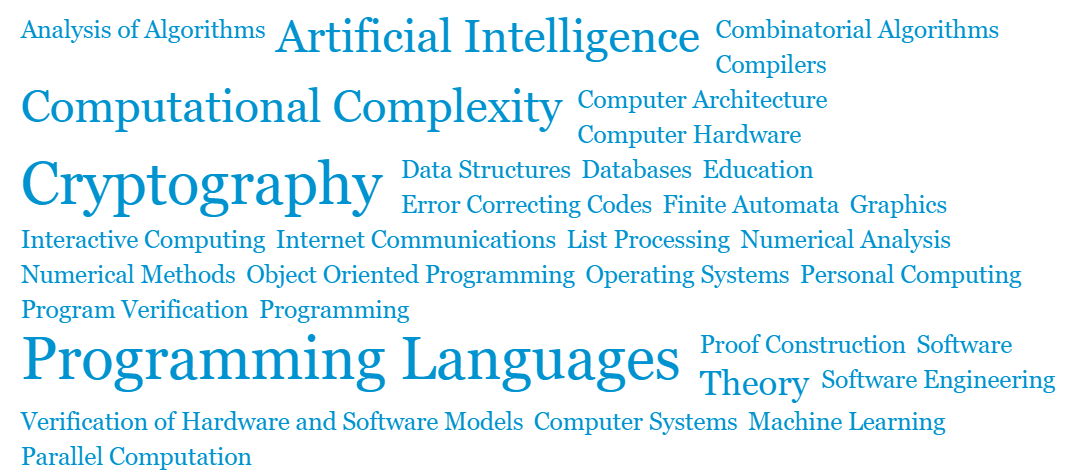 Analysis of Algorithms Artificial Intelligence Combinatorial Algorithms
Compilers
Computational Complexity Computer Architecture
Computer Hardware
Cryptography Data Structures Databases Education
Error Correcting Codes Finite Automata Graphics
Interactive Computing Internet Communications List Processing Numerical Analysis
Numerical Methods Object Oriented Programming Operating Systems Personal Computing
Program Verification Programming
Programming Languages Proof Construction Software
Theory Software Engineering
Verification of Hardware and Software Models Computer Systems Machine Learning
Parallel Computation